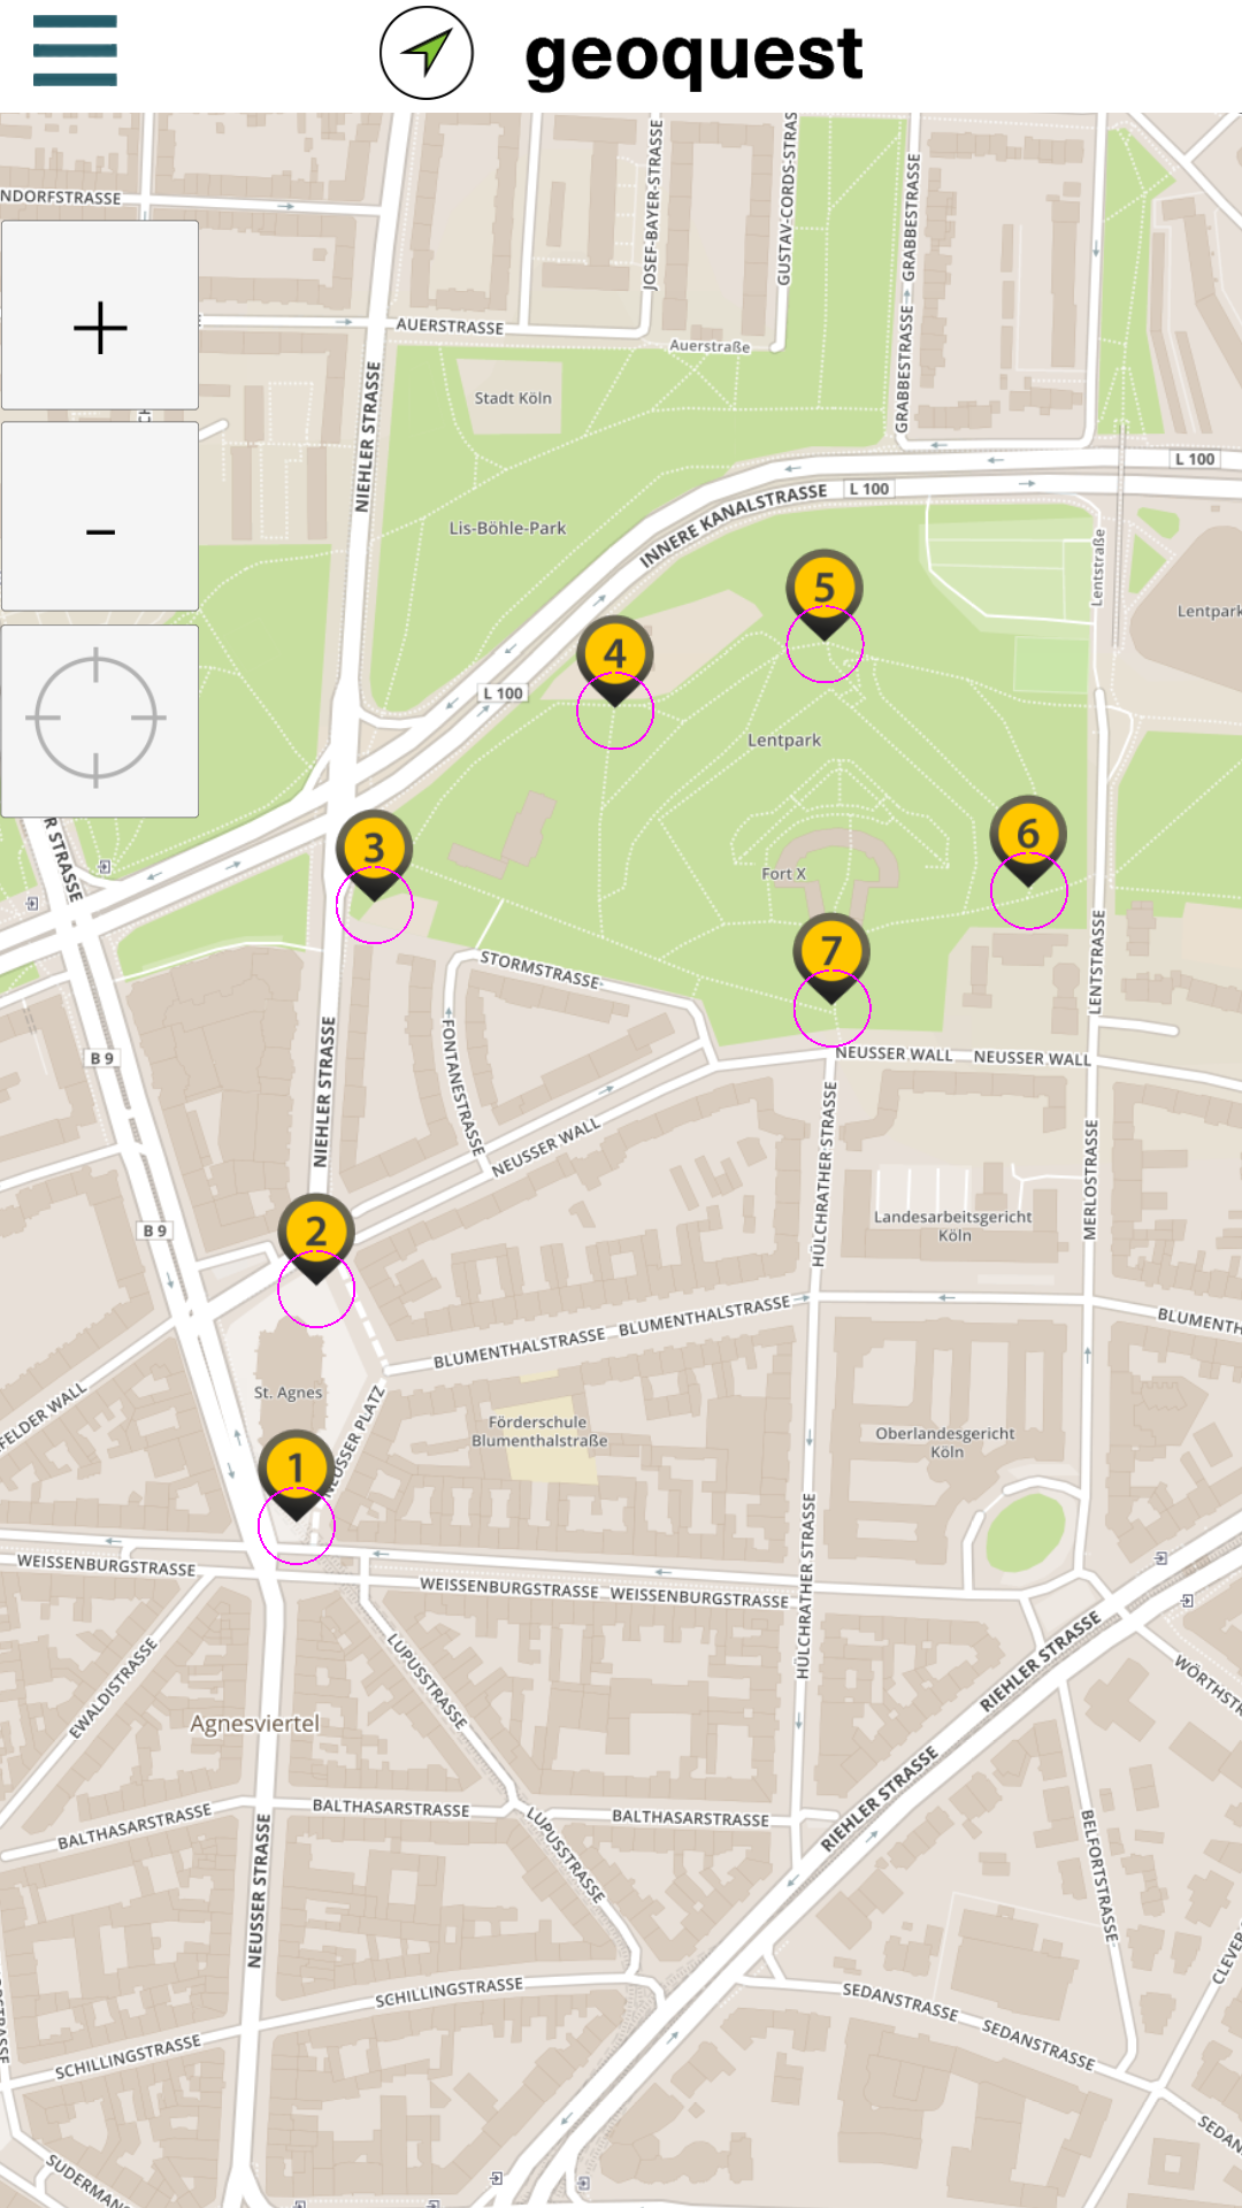 geoquest
NDORFSTRASSE
JOSEF-BAYER-STRASSE
GUSTAV-CORDS-STRAS
GRABBESTRASSE
GRABBESTRASSE
+
AUERSTRASSE
Auerstraße
NIEHLER STRASSE
Stadt Köln
L 100
INNERE KANALSTRASSE
L 100
Lis-Böhle-Park
-
Lentstraße
5
Lentpark
4
L 100
Lentpark
R STRASSE
3
6
Fort X
7
STORMSTRASSE
LENTSTRASSE
FONTANESTRASSE
NIEHLER STRASSE
B 9
NEUSSER WALL
NEUSSER WALL
NEUSSER WALL
HÜLCHRATHER STRASSE
MERLOSTRASSE
B 9
2
Landesarbeitsgericht
Köln
BLUMENTHALSTRASSE
BLUMENTHALSTRASSE
BLUMENTH
FELDER WALL
St. Agnes
NEUSSER PLATZ
Förderschule
Blumenthalstraße
Oberlandesgericht
Köln
1
WEISSENBURGSTRASSE
WEISSENBURGSTRASSE
WEISSENBURGSTRASSE
HÜLCHRATHER STRASSE
EWALDISTRASSE
LUPUSSTRASSE
RIEHLER STRASSE
WÖRTHSTR
Agnesviertel
BALTHASARSTRASSE
BALTHASARSTRASSE
BALTHASARSTRASSE
RIEHLER STRASSE
NEUSSER STRASSE
LUPUSSTRASSE
BELFORTSTRASSE
CLEVER
SCHILLINGSTRASSE
SCHILLINGSTRASSE
SEDANSTRASSE
SEDANSTRASSE
SEDAN
SUDERMANS